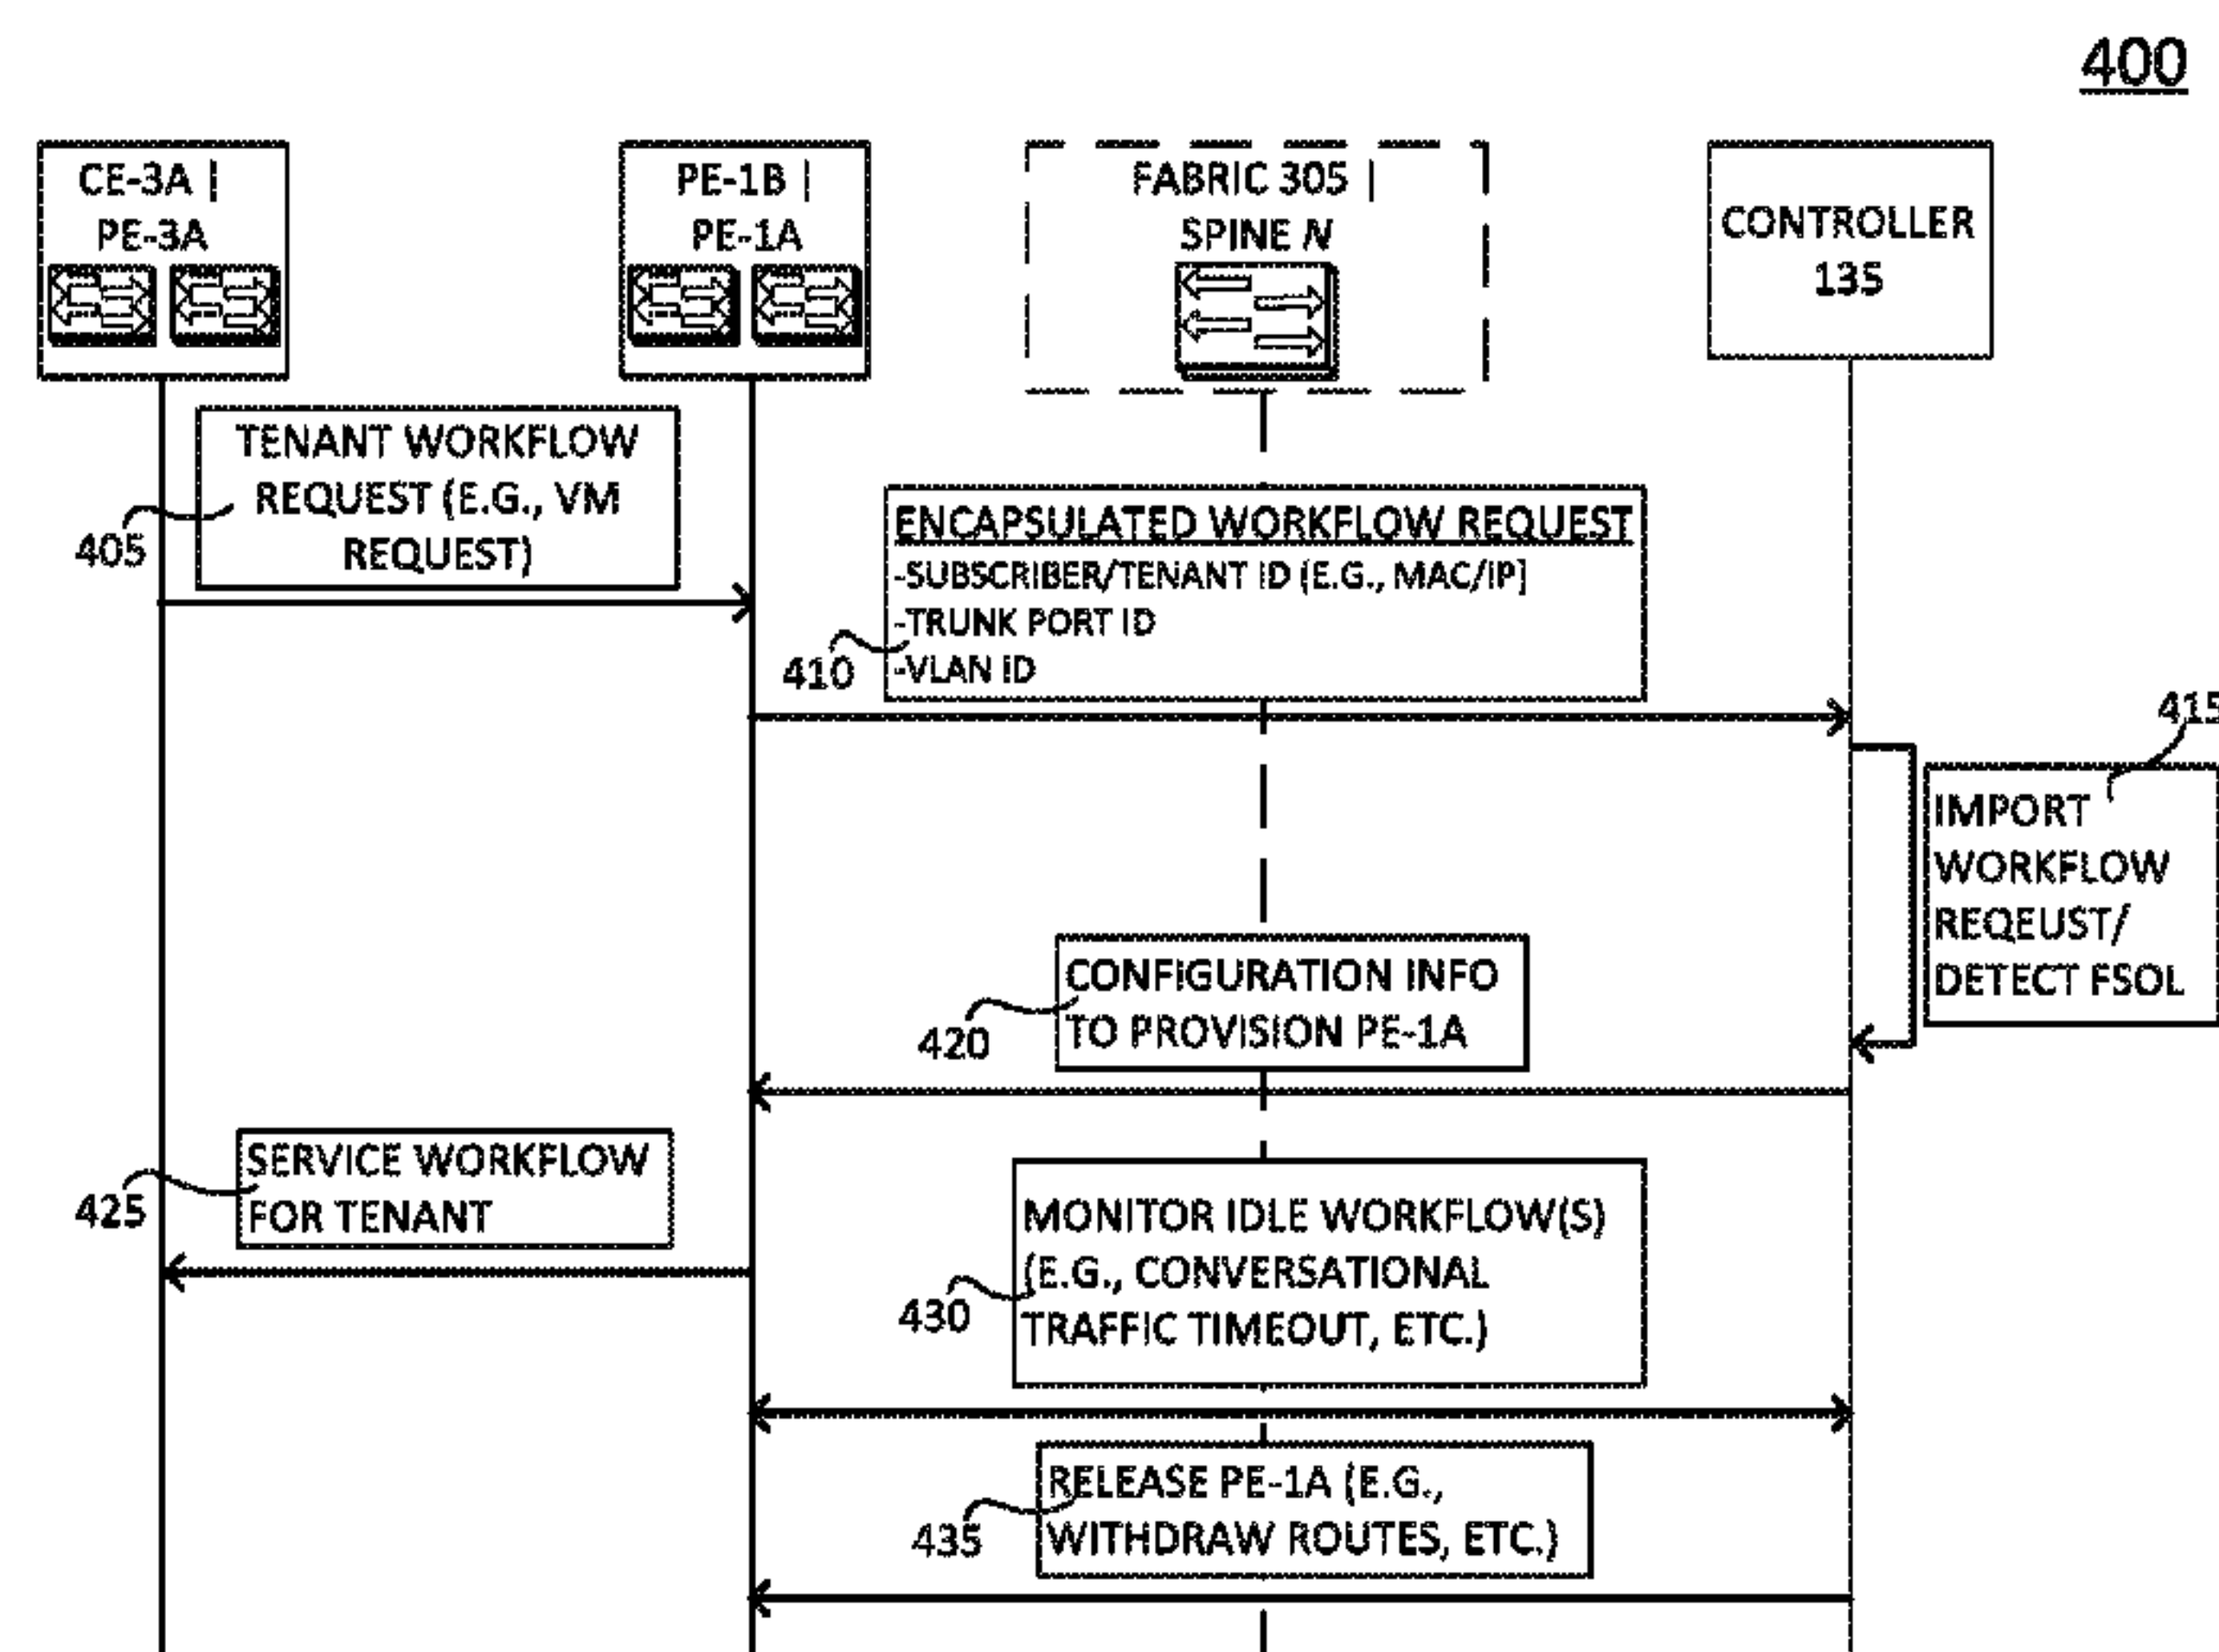 400
CE-3A |
PE-3A
PE-1B |
PE-1A
FABRIC 305 |
SPINE N
CONTROLLER
135
TENANT WORKFLOW
REQUEST (E.G., VM
REQUEST)
405
ENCAPSULATED WORKFLOW REQUEST
-SUBSCRIBER/TENANT ID (E.G., MAC/IP]
-TRUNK PORT ID
-VLAN ID
410
415
IMPORT
WORKFLOW
REQEUST/
DETECT FSOL
CONFIGURATION INFO
TO PROVISION PE-1A
420
SERVICE WORKFLOW
FOR TENANT
425
MONITOR IDLE WORKFLOW(S)
(E.G., CONVERSATIONAL
TRAFFIC TIMEOUT, ETC.)
430
RELEASE PE-1A (E.G.,
WITHDRAW ROUTES, ETC.)
435